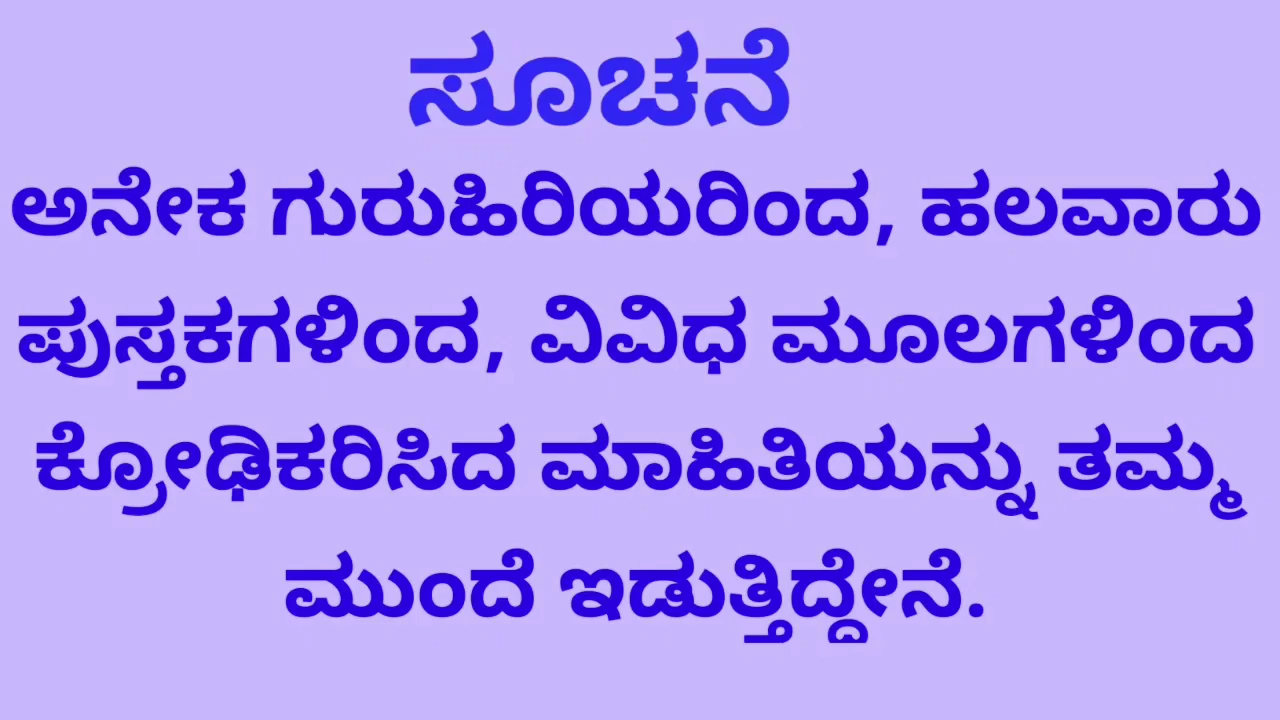 ಸೂಚನೆ
ಅನೇಕ ಗುರುಹಿರಿಯರಿಂದ, ಹಲವಾರು
ಪುಸ್ತಕಗಳಿಂದ, ವಿವಿಧ ಮೂಲಗಳಿಂದ
ಕ್ರೋಢಿಕರಿಸಿದ ಮಾಹಿತಿಯನ್ನು ತಮ್ಮ
ಮುಂದೆ ಇಡುತ್ತಿದ್ದೇನೆ.